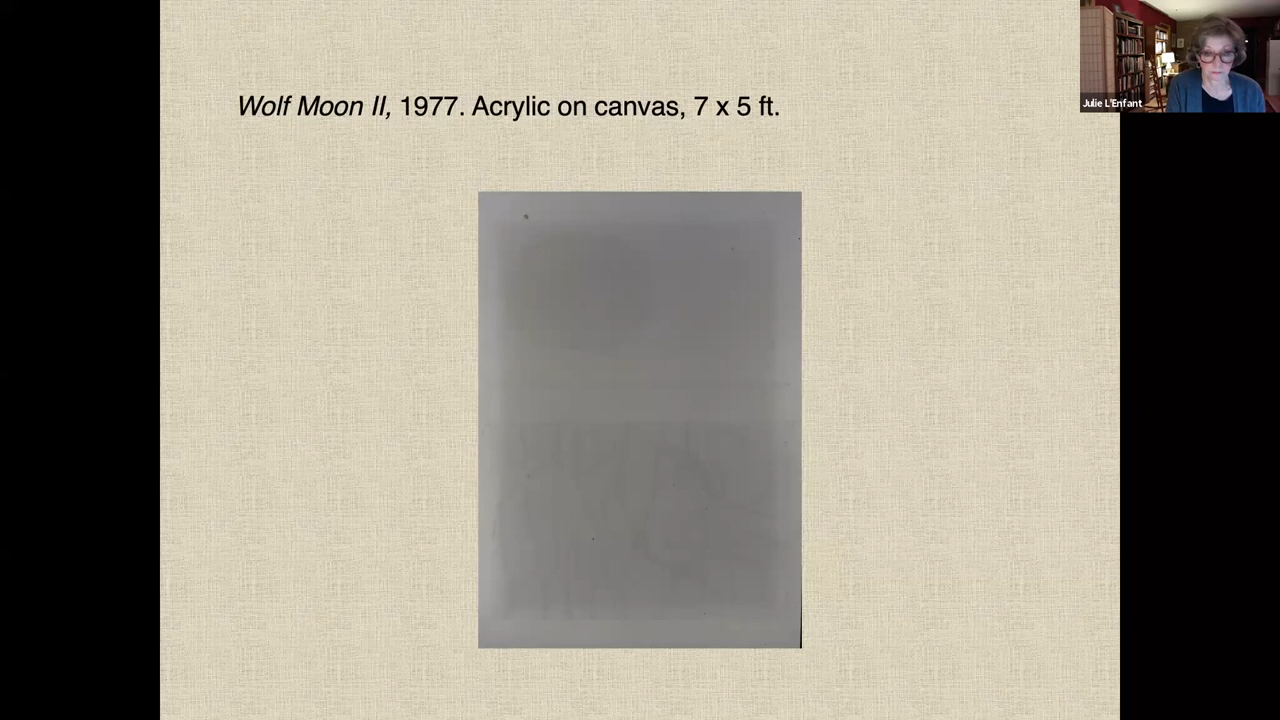 Wolf Moon II, 1977. Acrylic on canvas, 7 x 5 ft.
Julie L'Enfant